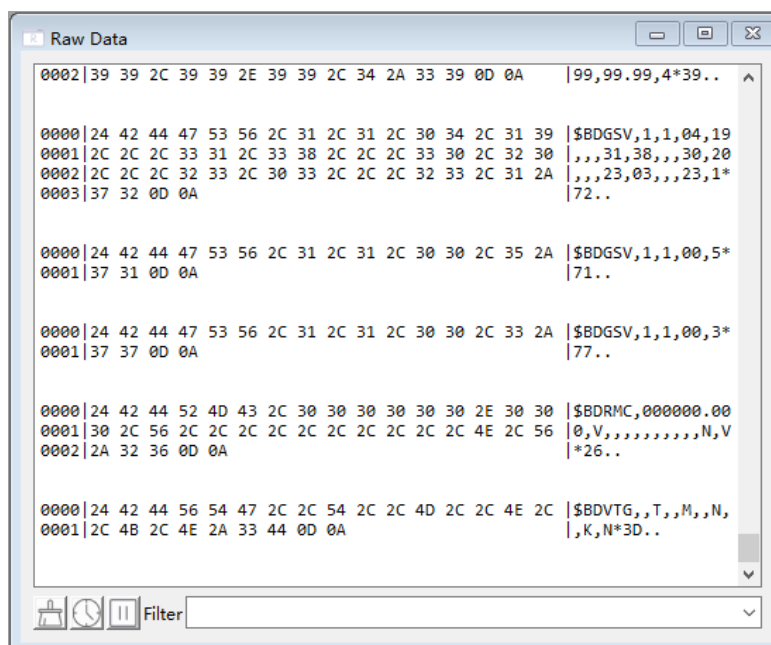 Raw Data
0002|39 39 2C 39 39 2E 39 39 2C 34 2A 33 39 0D 0A |99,99.99,4*39..
0000|24 42 44 47 53 56 2C 31 2C 31 2C 30 34 2C 31 39 |$BDGSV,1,1,04,19
0001|2C 2C 2C 33 31 2C 33 38 2C 2C 2C 33 30 2C 32 30 |,,,31,38,,,30,20
0002|2C 2C 2C 32 33 2C 30 33 2C 2C 2C 32 33 2C 31 2A |,,,23,03,,,23,1*
0003|37 32 0D 0A |72..
0000|24 42 44 47 53 56 2C 31 2C 31 2C 30 30 2C 35 2A |$BDGSV,1,1,00,5*
0001|37 31 0D 0A |71..
0000|24 42 44 47 53 56 2C 31 2C 31 2C 30 30 2C 33 2A |$BDGSV,1,1,00,3*
0001|37 37 0D 0A |77..
0000|24 42 44 52 4D 43 2C 30 30 30 30 30 30 2E 30 30 |$BDRMC,000000.00
0001|30 2C 56 2C 2C 2C 2C 2C 2C 2C 2C 2C 2C 4E 2C 56 |0,V,,,,,,,,,,N,V
0002|2A 32 36 0D 0A |*26..
0000|24 42 44 56 54 47 2C 2C 54 2C 2C 4D 2C 2C 4E 2C |$BDVTG,,T,,M,,N,
0001|2C 4B 2C 4E 2A 33 44 0D 0A |,K,N*3D..
Filter